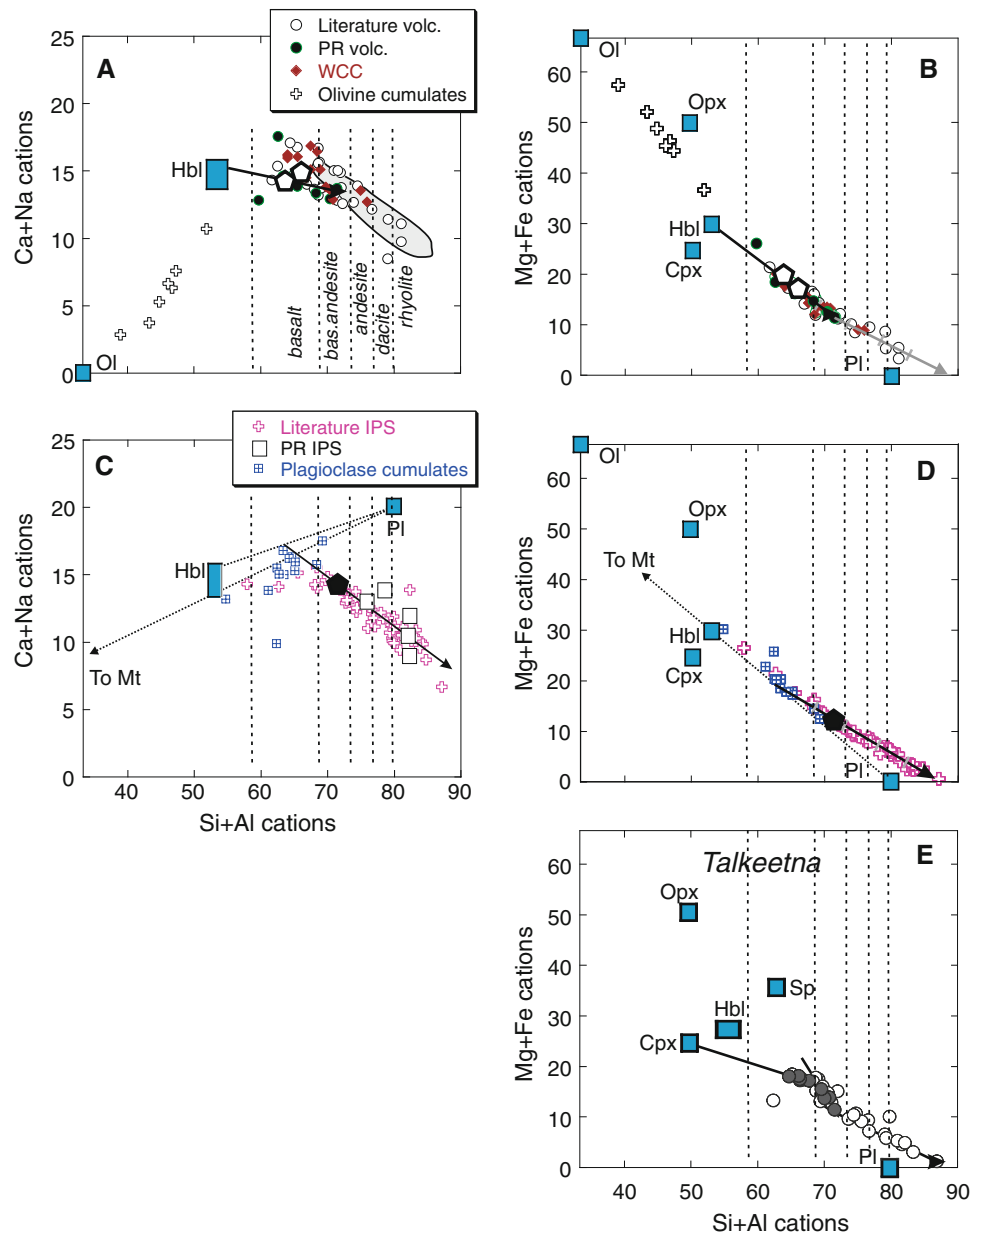 Literature volc.
PR volc.
WCC
Olivine cumulates
A
25
20
15
10
5
0
Ca+Na cations
Hbl
Ol
basalt
bas.andesite
andesite
dacite
rhyolite
B
60
50
40
30
20
10
0
Mg+Fe cations
Ol
Opx
Hbl
Cpx
Pl
Literature IPS
PR IPS
Plagioclase cumulates
C
25
20
15
10
5
0
Ca+Na cations
Pl
Hbl
To Mt
40 50 60 70 80 90
Si+Al cations
D
60
50
40
30
20
10
0
Mg+Fe cations
Ol
Opx
To Mt
Hbl
Cpx
Pl
E
Talkeetna
60
50
40
30
20
10
0
Mg+Fe cations
Opx
Sp
Hbl
Cpx
Pl
40 50 60 70 80 90
Si+Al cations